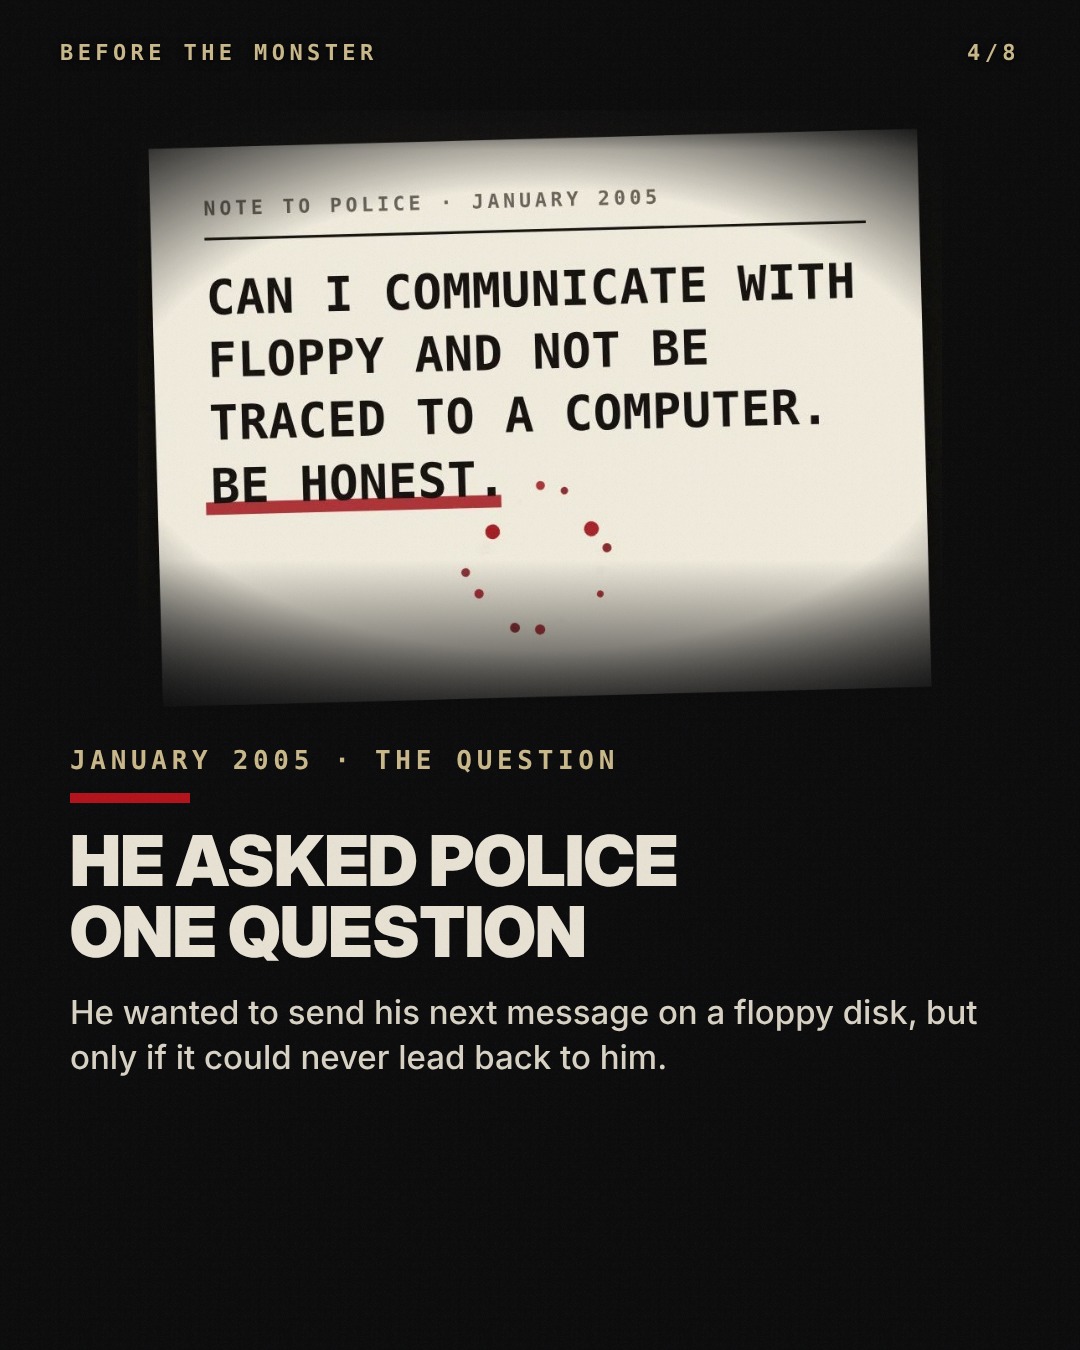 BEFORE THE MONSTER
4/8
NOTE TO POLICE · JANUARY 2005
CAN I COMMUNICATE WITH
FLOPPY AND NOT BE
TRACED TO A COMPUTER.
BE HONEST.
JANUARY 2005 · THE QUESTION
HE ASKED POLICE
ONE QUESTION
He wanted to send his next message on a floppy disk, but
only if it could never lead back to him.